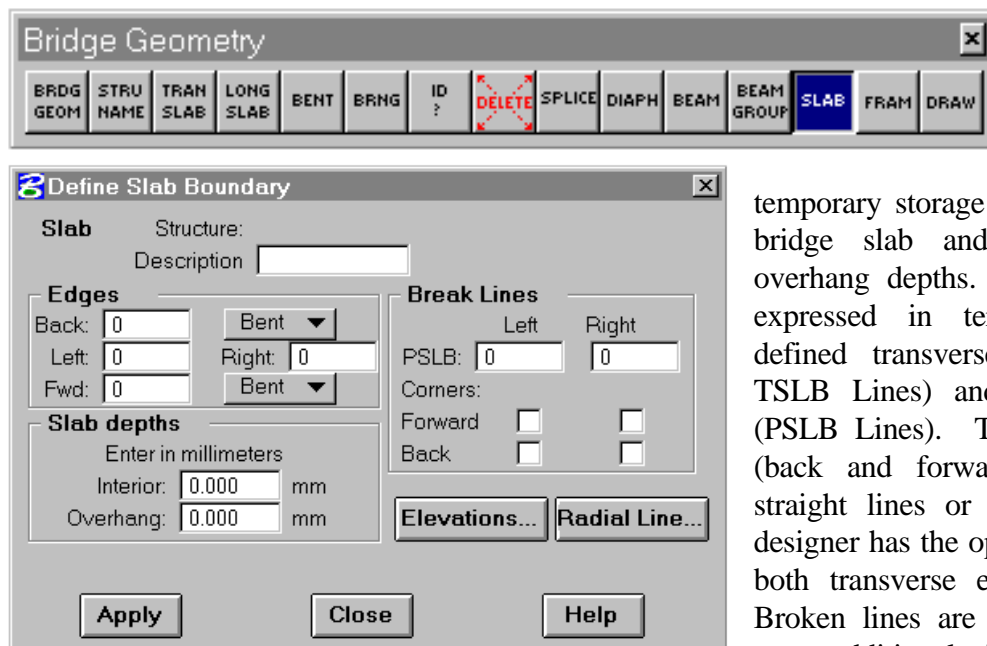 Bridge Geometry
BRDG GEOM STRU NAME TRAN SLAB LONG SLAB BENT BRNG ID ? DELETE SPLICE DIAPH BEAM BEAM GROUP SLAB FRAM DRAW
Define Slab Boundary
Slab Structure:
Description
Edges
Back: 0 Bent
Left: 0 Right: 0
Fwd: 0 Bent
Slab depths
Enter in millimeters
Interior: 0.000 mm
Overhang: 0.000 mm
Break Lines
Left Right
PSLB: 0 0
Corners:
Forward
Back
Elevations... Radial Line...
Apply Close Help
temporary storage
bridge slab and
overhang depths.
expressed in te
defined transvers
TSLB Lines) an
(PSLB Lines). T
(back and forwa
straight lines or
designer has the o
both transverse e
Broken lines are